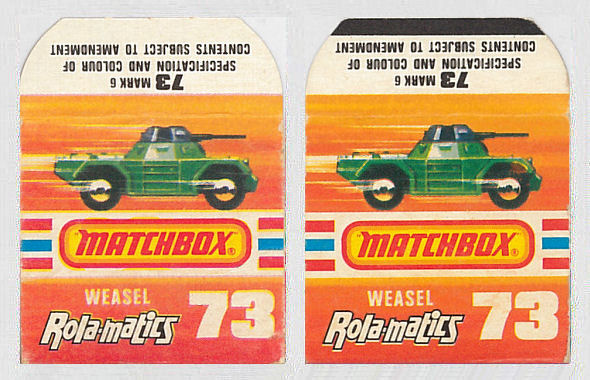 73 MARK 6
SPECIFICATION AND COLOUR OF
CONTENTS SUBJECT TO AMENDMENT
MATCHBOX®
WEASEL
Rola-matics 73
73 MARK 6
SPECIFICATION AND COLOUR OF
CONTENTS SUBJECT TO AMENDMENT
MATCHBOX®
WEASEL
Rola-matics 73